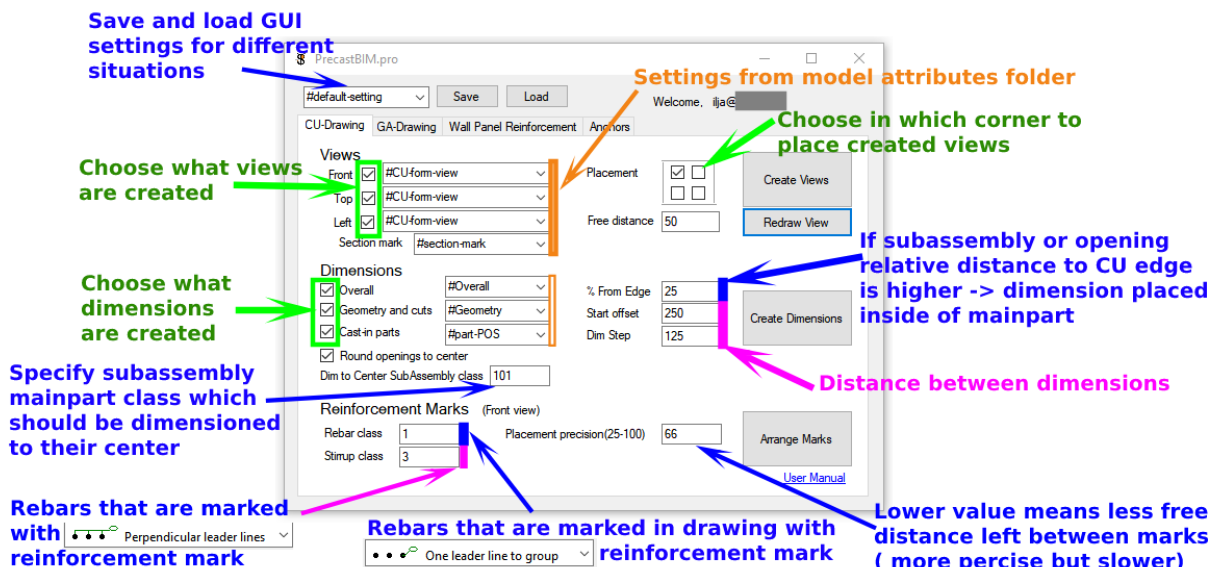 Save and load GUI
settings for different
situations
PrecastBIM.pro
Settings from model attributes folder
#default-setting
Save
Load
Welcome, ilja@
CU-Drawing
GA-Drawing
Wall Panel Reinforcement
Anchors
Choose in which corner to
place created views
Choose what views
are created
Views
Front
#CU-form-view
Top
#CU-form-view
Left
#CU-form-view
Section mark
#section-mark
Placement
Free distance
50
Create Views
Redraw View
If subassembly or opening
relative distance to CU edge
is higher -> dimension placed
inside of mainpart
Choose what
dimensions
are created
Dimensions
Overall
#Overall
Geometry and cuts
#Geometry
Cast-in parts
#part-POS
% From Edge
25
Start offset
250
Dim Step
125
Create Dimensions
Round openings to center
Dim to Center SubAssembly class
101
Distance between dimensions
Specify subassembly
mainpart class which
should be dimensioned
to their center
Reinforcement Marks (Front view)
Rebar class
1
Stirrup class
3
Placement precision(25-100)
66
Arrange Marks
User Manual
Rebars that are marked
with
Perpendicular leader lines
reinforcement mark
Rebars that are marked in drawing with
One leader line to group
reinforcement mark
Lower value means less free
distance left between marks
( more percise but slower)